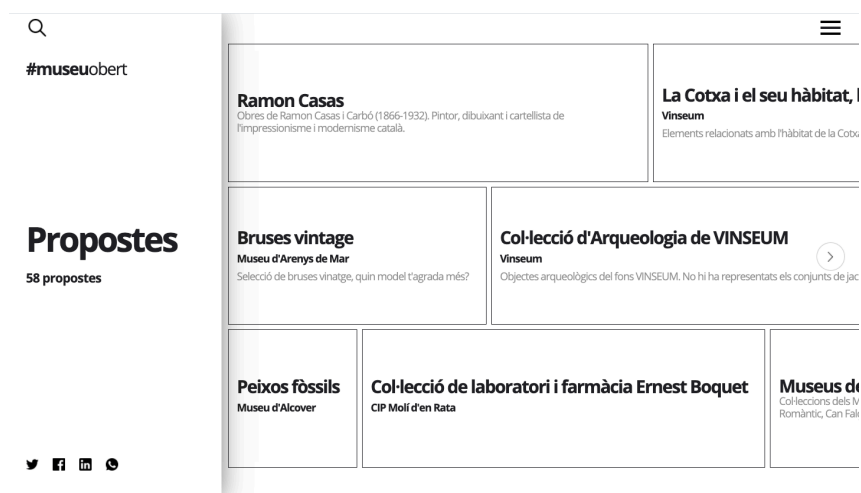 #museuobert
Propostes
58 propostes
Ramon Casas
Obres de Ramon Casas i Carbó (1866-1932). Pintor, dibuixant i cartellista de
l'impressionisme i modernisme català.
La Cotxa i el seu hàbitat,
Vinseum
Elements relacionats amb l'hàbitat de la Cotxa
Bruses vintage
Museu d'Arenys de Mar
Selecció de bruses vinatge, quin model t'agrada més?
Col·lecció d'Arqueologia de VINSEUM
Vinseum
Objectes arqueològics del fons VINSEUM. No hi ha representats els conjunts de jac
Peixos fòssils
Museu d'Alcover
Col·lecció de laboratori i farmàcia Ernest Boquet
CIP Molí d'en Rata
Museus de
Col·leccions dels M
Romàntic, Can Falc